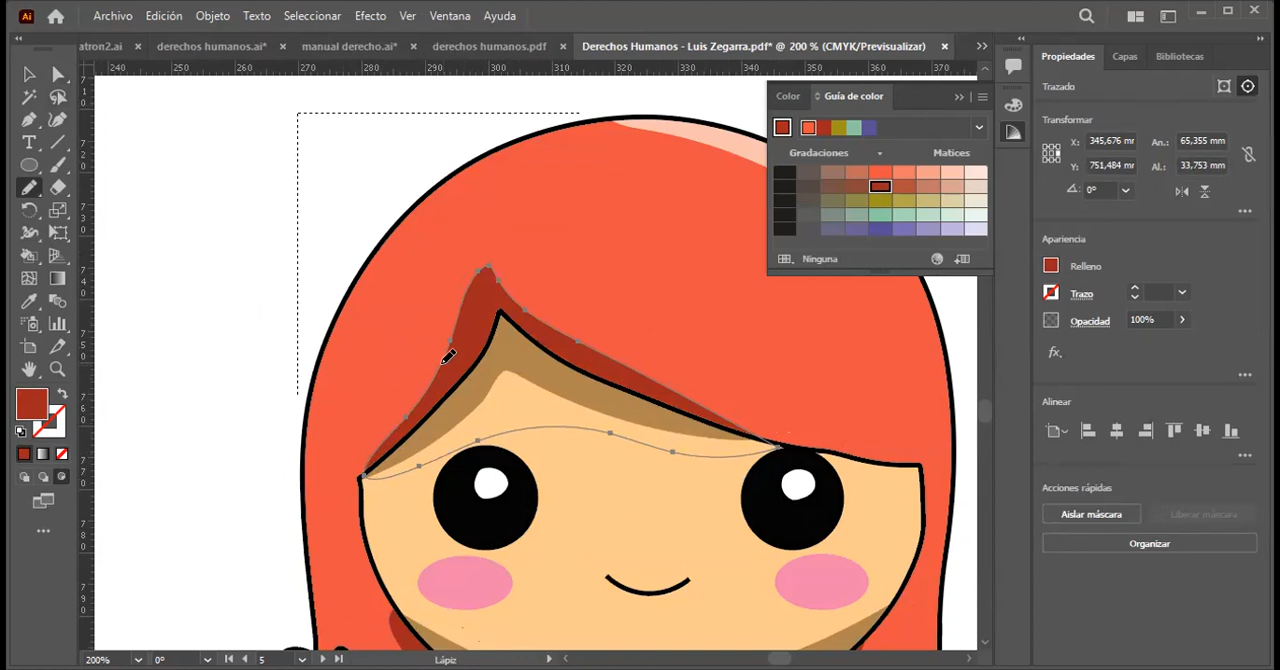 Ai Archivo Edición Objeto Texto Seleccionar Efecto Ver Ventana Ayuda
atron2.ai × derechos humanos.ai* × manual derecho.ai* × derechos humanos.pdf × Derechos Humanos - Luis Zegarra.pdf* @ 200 % (CMYK/Previsualizar) ×
240 250 260 270 280 290 300 310 320 330 340 350 360 370
Color Guía de color
Gradaciones Matices
Ninguna
Propiedades Capas Bibliotecas
Trazado
Transformar
X: 345,676 mr An.: 65,355 mm
Y: 751,484 mr Al.: 33,753 mm
0°
Apariencia
Relleno
Trazo
Opacidad 100%
fx.
Alinear
Acciones rápidas
Aislar máscara Liberar máscara
Organizar
200% 0° 5 Lápiz